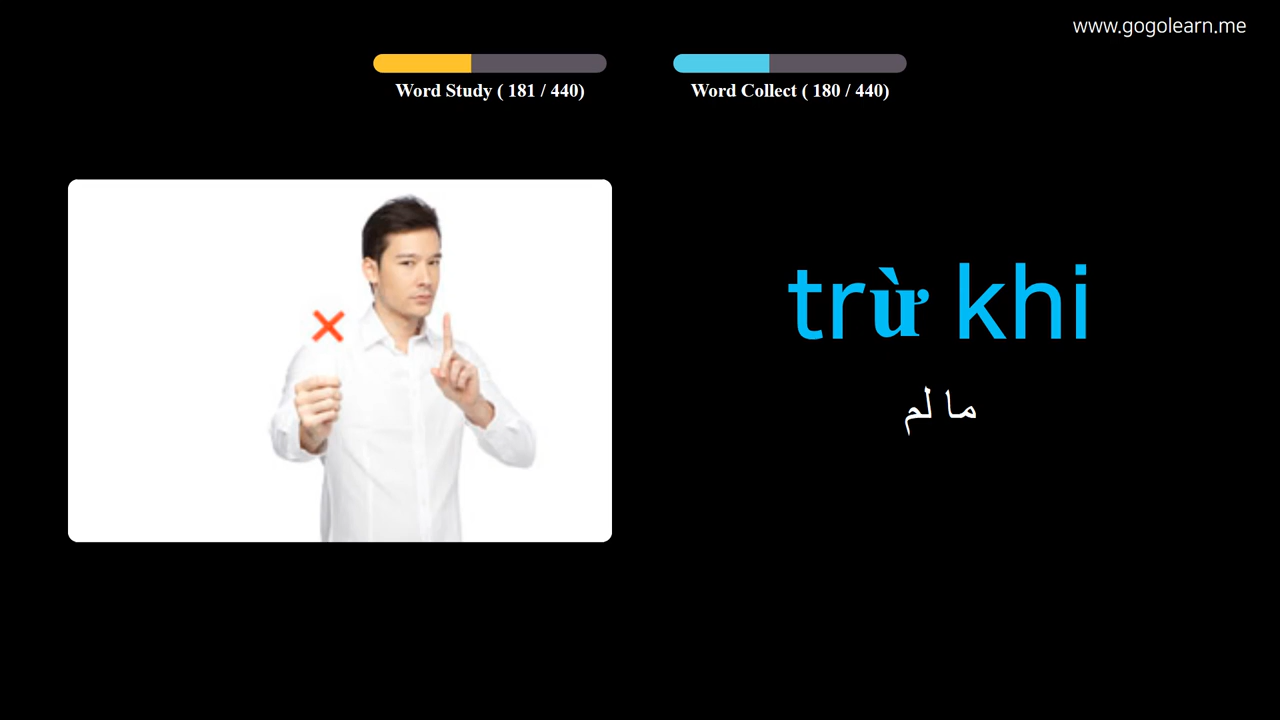 www.gogolearn.me
Word Study ( 181 / 440)
Word Collect ( 180 / 440)
trừ khi
ما لم